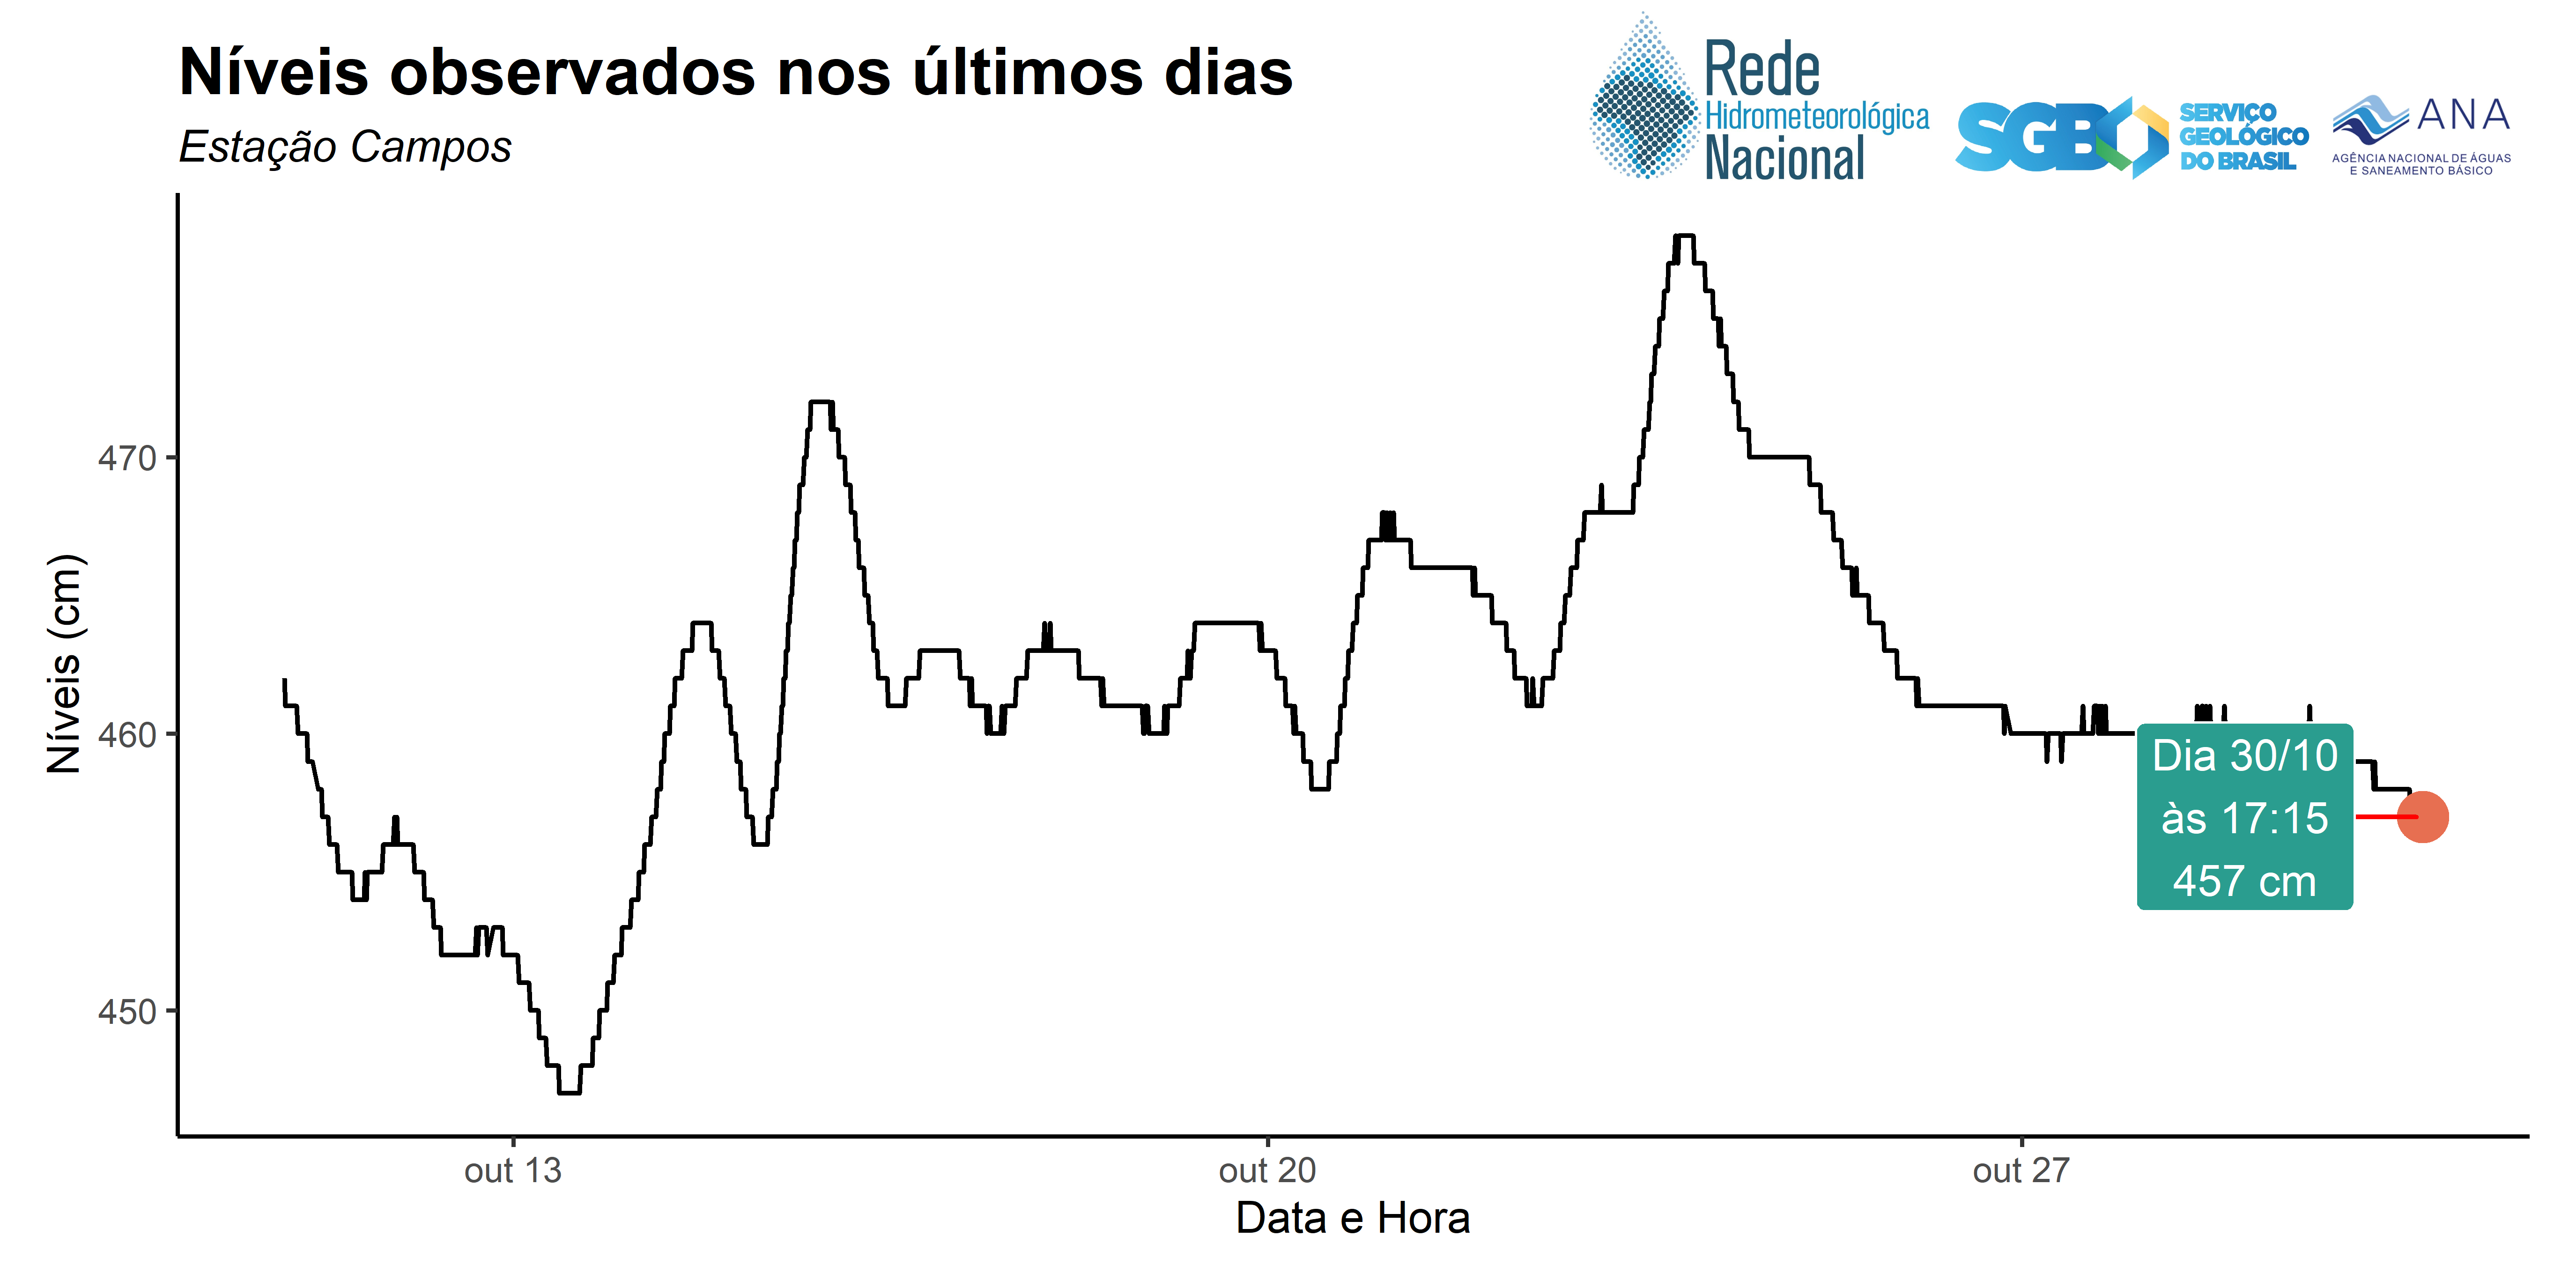 Níveis observados nos últimos dias
Estação Campos
Rede
Hidrometeorológica
Nacional
SGB
SERVIÇO
GEOLÓGICO
DO BRASIL
ANA
AGÊNCIA NACIONAL DE ÁGUAS
E SANEAMENTO BÁSICO
Níveis (cm)
470
460
450
Dia 30/10
às 17:15
457 cm
out 13
out 20
out 27
Data e Hora